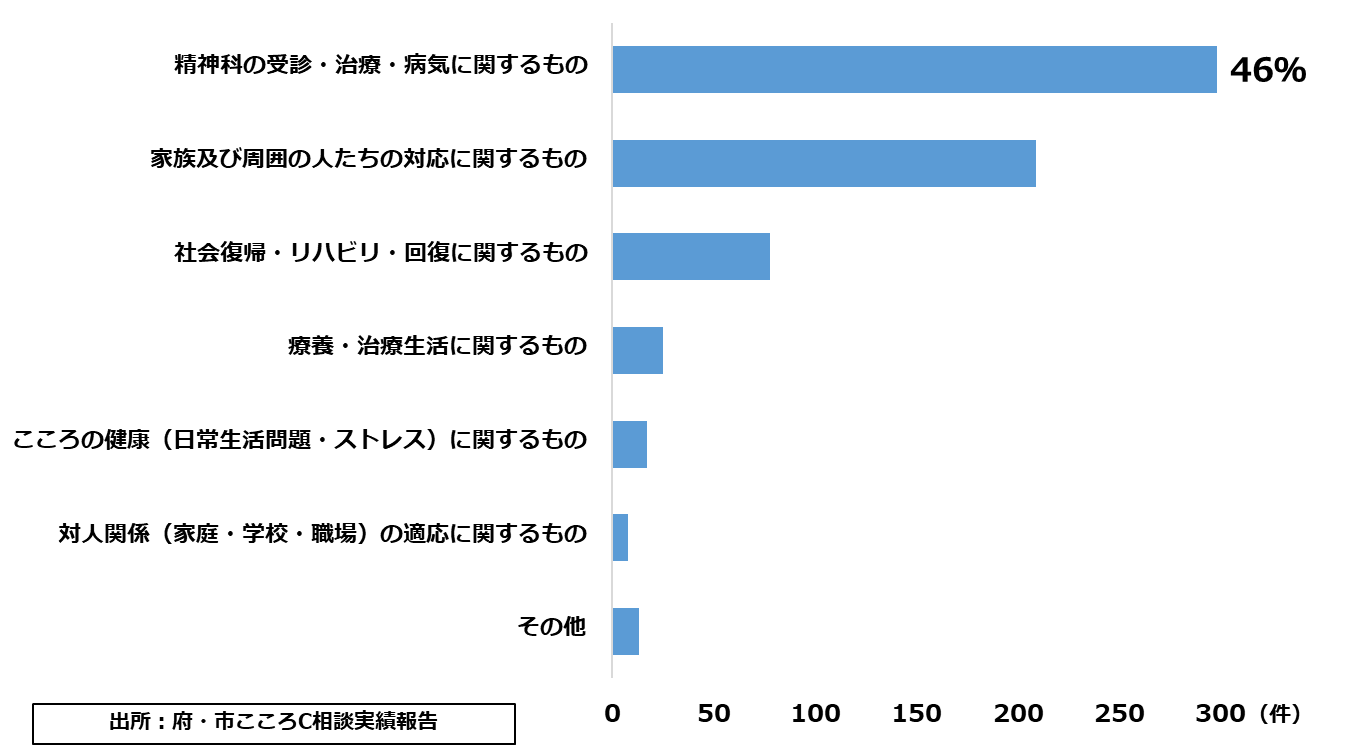 精神科の受診・治療・病気に関するもの
46%
家族及び周囲の人たちの対応に関するもの
社会復帰・リハビリ・回復に関するもの
療養・治療生活に関するもの
こころの健康（日常生活問題・ストレス）に関するもの
対人関係（家庭・学校・職場）の適応に関するもの
その他
0 50 100 150 200 250 300（件）
出所：府・市こころC相談実績報告